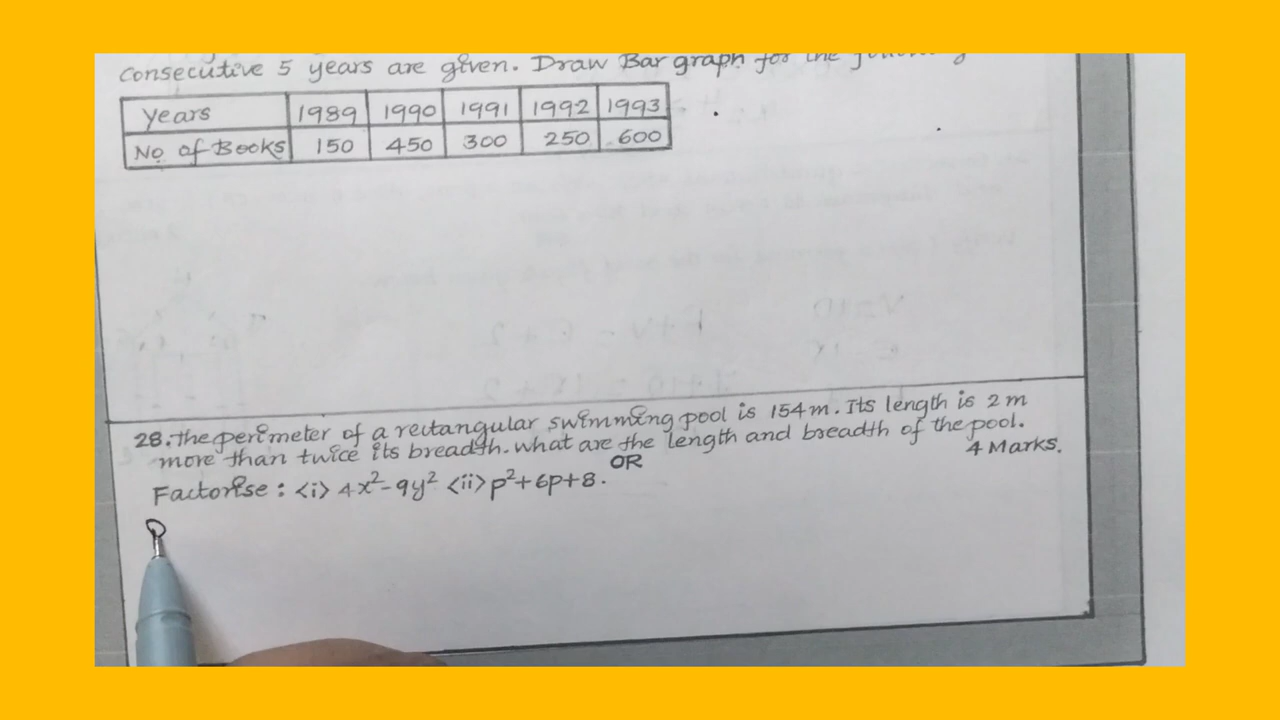 Consecutive 5 years are given. Draw Bar graph for the following
Years 1989 1990 1991 1992 1993
No of Books 150 450 300 250 600
28. The perimeter of a rectangular swimming pool is 154m. Its length is 2m
more than twice its breadth. what are the length and breadth of the pool.
4 Marks.
OR
Factorise : <i> 4x²-9y² <ii> p²+6p+8.